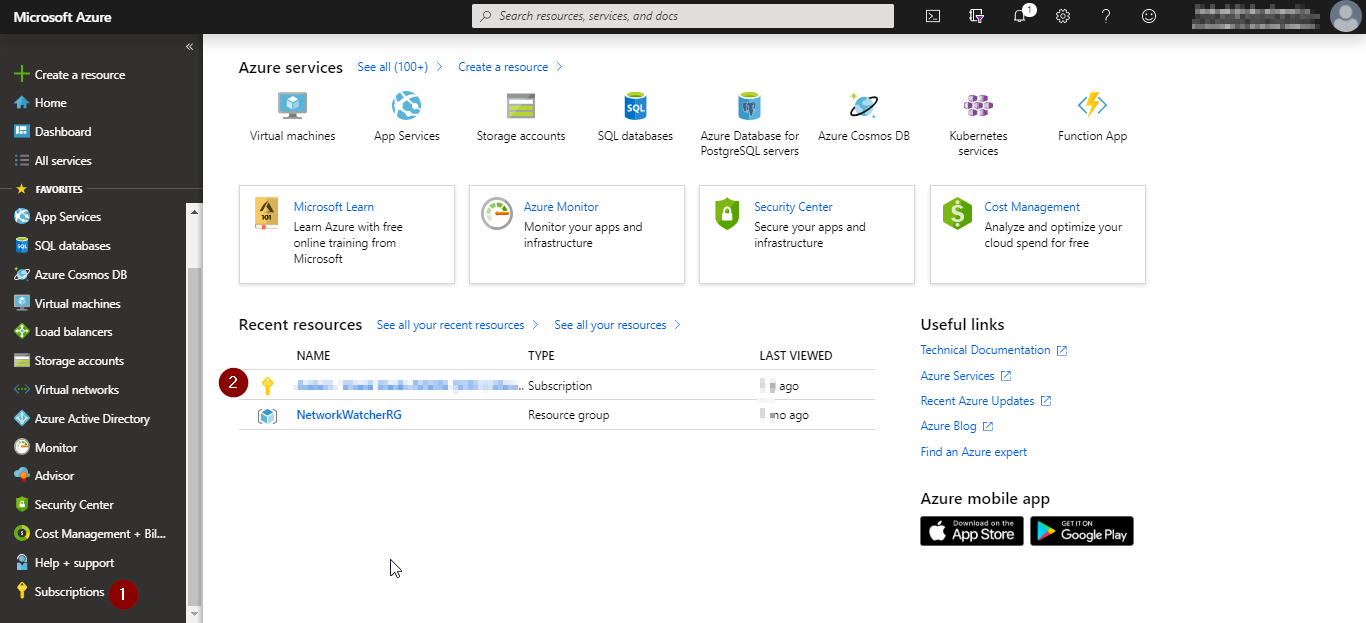 Microsoft Azure
Search resources, services, and docs
1
Create a resource
Home
Dashboard
All services
FAVORITES
App Services
SQL databases
Azure Cosmos DB
Virtual machines
Load balancers
Storage accounts
Virtual networks
Azure Active Directory
Monitor
Advisor
Security Center
Cost Management + Bil...
Help + support
Subscriptions
1
Azure services
See all (100+)
Create a resource
Virtual machines
App Services
Storage accounts
SQL
SQL databases
Azure Database for
PostgreSQL servers
Azure Cosmos DB
Kubernetes
services
Function App
101
Microsoft Learn
Learn Azure with free
online training from
Microsoft
Azure Monitor
Monitor your apps and
infrastructure
Security Center
Secure your apps and
infrastructure
Cost Management
Analyze and optimize your
cloud spend for free
Recent resources
See all your recent resources
See all your resources
NAME TYPE LAST VIEWED
2 ... Subscription ago
NetworkWatcherRG Resource group mo ago
Useful links
Technical Documentation
Azure Services
Recent Azure Updates
Azure Blog
Find an Azure expert
Azure mobile app
Download on the
App Store
GET IT ON
Google Play